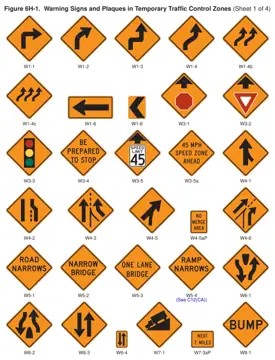 Figure 6H-1. Warning Signs and Plaques in Temporary Traffic Control Zones (Sheet 1 of 4)
W1-1 W1-2 W1-3 W1-4 W1-4b
W1-4c W1-6 W1-8 W3-1 W3-2
BE
PREPARED
TO STOP
SPEED
LIMIT
45
45 MPH
SPEED ZONE
AHEAD
W3-3 W3-4 W3-5 W3-5a W4-1
NO
MERGE
AREA
W4-2 W4-3 W4-5 W4-5aP W4-6
ROAD
NARROWS
NARROW
BRIDGE
ONE LANE
BRIDGE
RAMP
NARROWS
W5-1 W5-2 W5-3 W5-4 W6-1
(See C12(CA))
NEXT
7 MILES
BUMP
W6-2 W6-3 W6-4 W7-1 W7-3aP W8-1